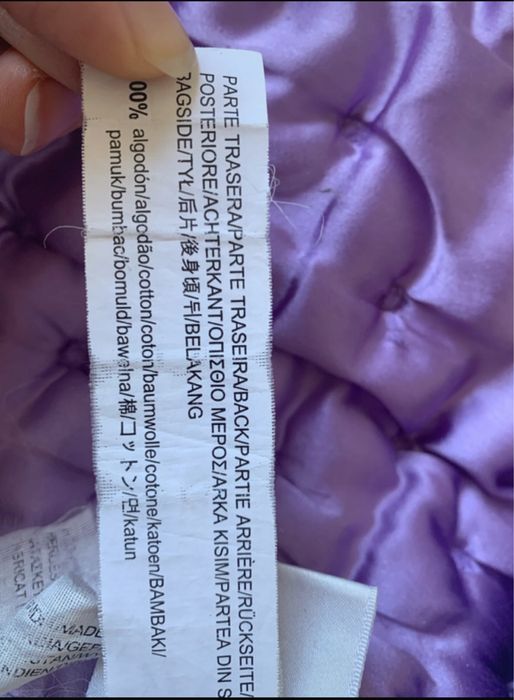 PARTE TRASERA/PARTE TRASEIRA/BACK/PARTIE ARRIÈRE/RÜCKSEITE/
POSTERIORE/ACHTERKANT/ΟΠΙΣΘΙΟ ΜΕΡΟΣ/ARKA KISIM/PARTEA DIN S
BAGSIDE/TYŁ/后片/後身頃/뒤/BELAKANG
00% algodón/algodão/cotton/coton/baumwolle/cotone/katoen/BAMBAKI/
pamuk/bumbac/bomuld/bawełna/棉/コットン/면/katun
MADE